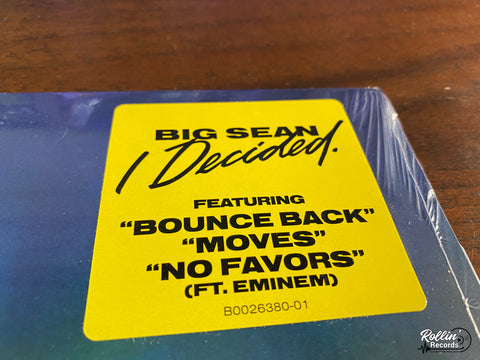 BIG SEAN
I Decided.
FEATURING
“BOUNCE BACK”
“MOVES”
“NO FAVORS”
(FT. EMINEM)
B0026380-01
Rollin'
Records